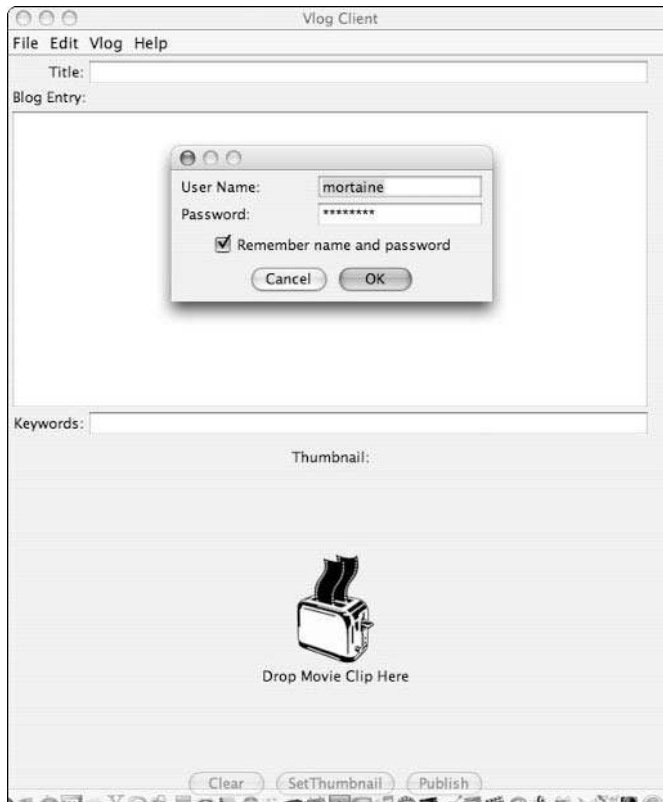 Vlog Client
File Edit Vlog Help
Title:
Blog Entry:
User Name: mortaine
Password: ********
Remember name and password
Cancel OK
Keywords:
Thumbnail:
Drop Movie Clip Here
Clear SetThumbnail Publish